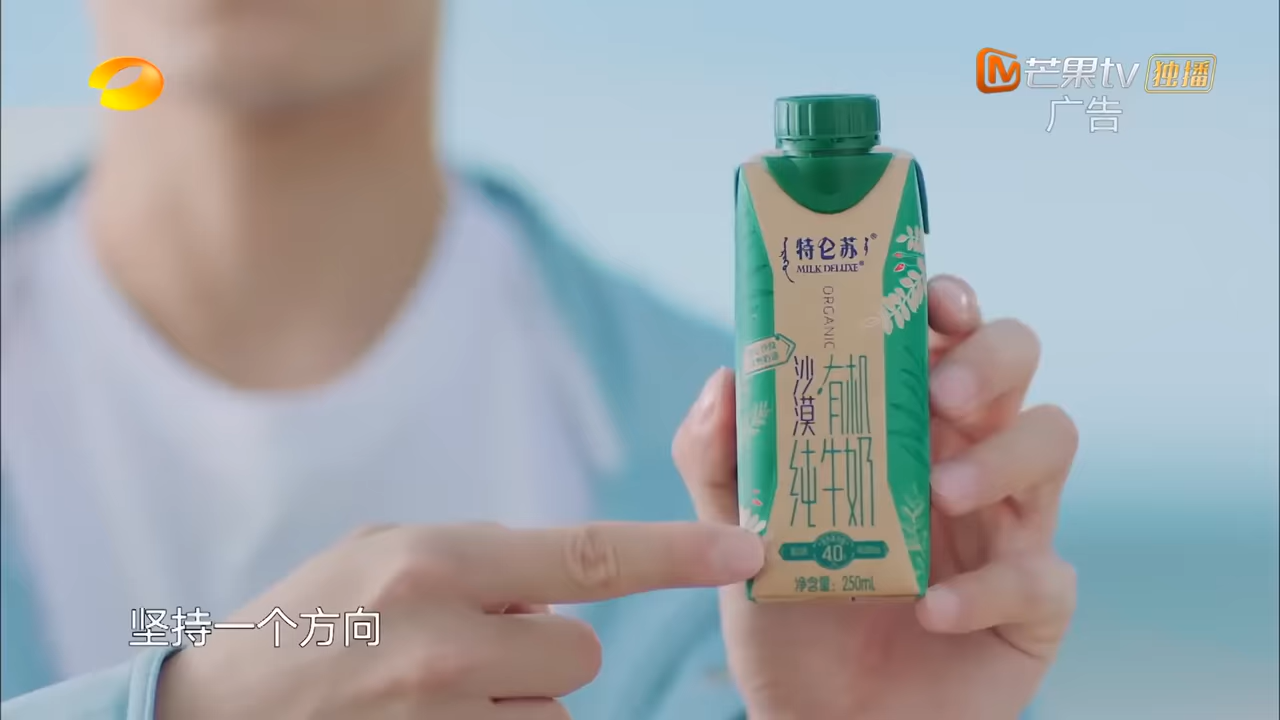 芒果tv 独播
广告
特仑苏®
MILK DELUXE®
ORGANIC
沙漠有机
纯牛奶
40
净含量：250mL
坚持一个方向